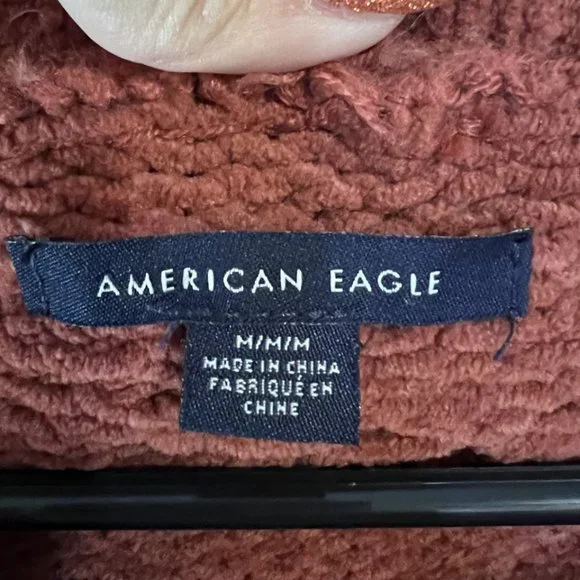 AMERICAN EAGLE
M/M/M
MADE IN CHINA
FABRIQUÉ EN
CHINE